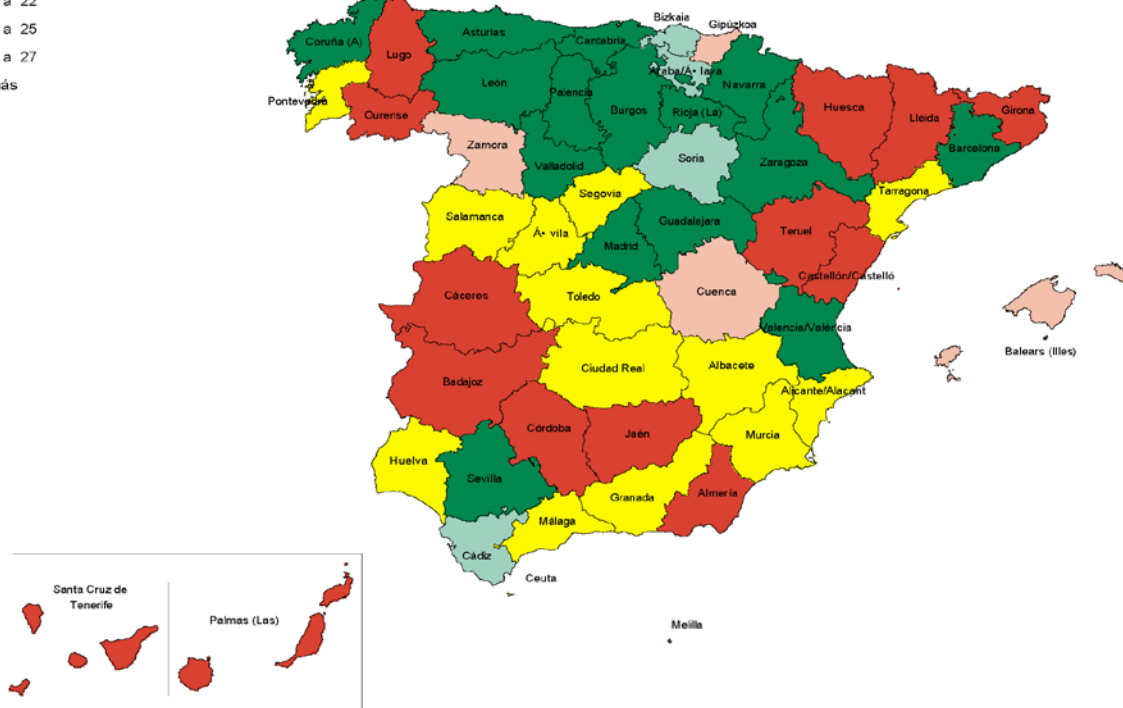 a 22
a 25
a 27
ás
Bizkaia
Gipúzkoa
Asturias
Cantabria
Coruña (A)
Lugo
Araba/Á• lava
León
Navarra
Palencia
Pontevedra
Burgos
Rioja (La)
Huesca
Girona
Lleida
Ourense
Barcelona
Zamora
Soria
Zaragoza
Valladolid
Tarragona
Segovia
Salamanca
Guadalajara
Á• vila
Teruel
Madrid
Castellón/Castelló
Cáceres
Toledo
Cuenca
Valencia/Valéncia
Balears (Illes)
Ciudad Real
Albacete
Badajoz
Alicante/Alacant
Córdoba
Jaén
Murcia
Huelva
Sevilla
Granada
Almería
Málaga
Cádiz
Ceuta
Santa Cruz de
Tenerife
Palmas (Las)
Melilla